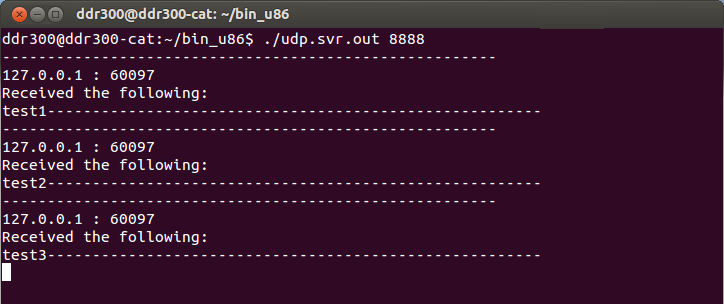 ddr300@ddr300-cat: ~/bin_u86
ddr300@ddr300-cat:~/bin_u86$ ./udp.svr.out 8888
-------------------------------------------------------
127.0.0.1 : 60097
Received the following:
test1-------------------------------------------------------
-------------------------------------------------------
127.0.0.1 : 60097
Received the following:
test2-------------------------------------------------------
-------------------------------------------------------
127.0.0.1 : 60097
Received the following:
test3-------------------------------------------------------